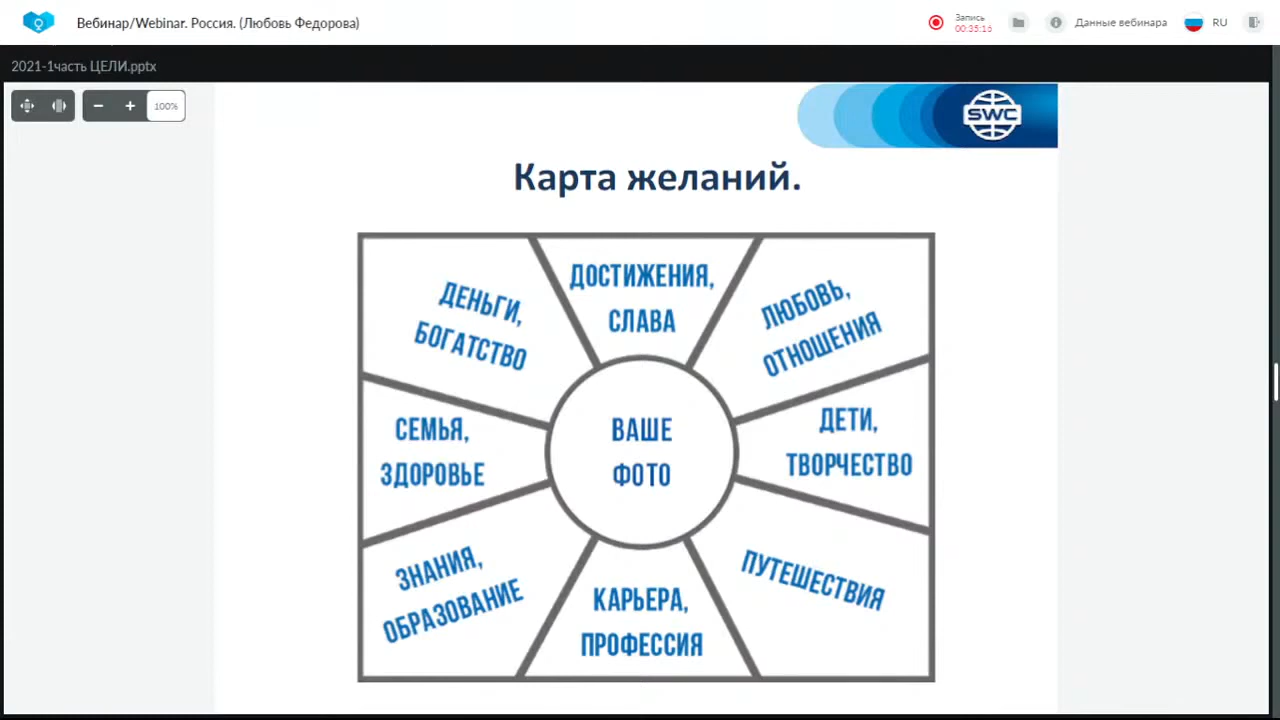 Вебинар/Webinar. Россия. (Любовь Федорова)
Запись
00:35:16
Данные вебинара
RU
2021-1часть ЦЕЛИ.pptx
100%
SWC
Карта желаний.
ДЕНЬГИ,
БОГАТСТВО
ДОСТИЖЕНИЯ,
СЛАВА
ЛЮБОВЬ,
ОТНОШЕНИЯ
СЕМЬЯ,
ЗДОРОВЬЕ
ВАШЕ
ФОТО
ДЕТИ,
ТВОРЧЕСТВО
ЗНАНИЯ,
ОБРАЗОВАНИЕ
КАРЬЕРА,
ПРОФЕССИЯ
ПУТЕШЕСТВИЯ